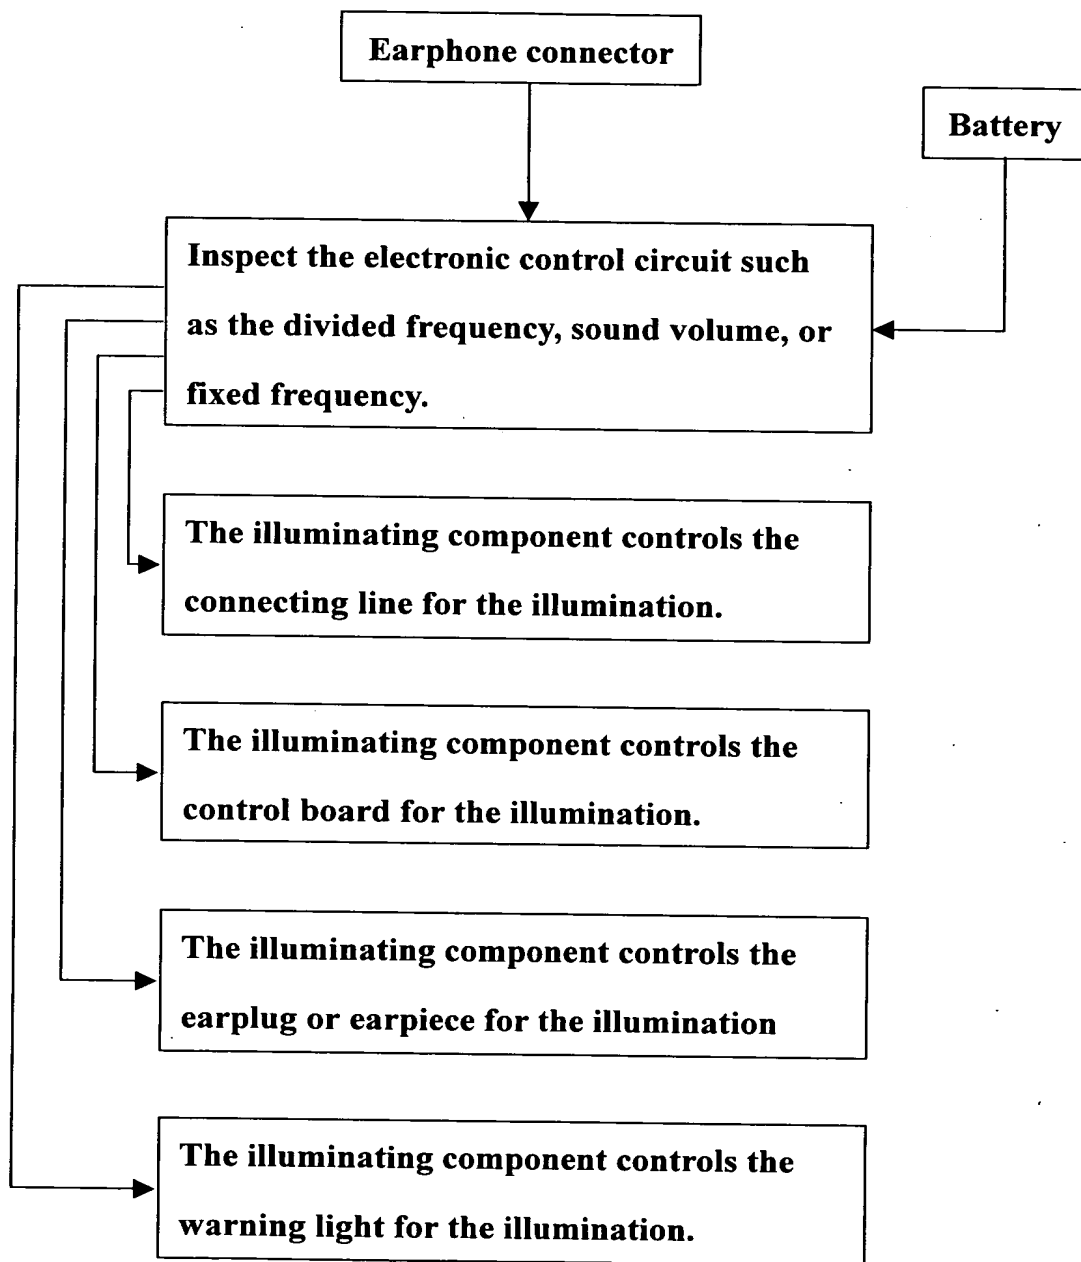 Earphone connector
Battery
Inspect the electronic control circuit such
as the divided frequency, sound volume, or
fixed frequency.
The illuminating component controls the
connecting line for the illumination.
The illuminating component controls the
control board for the illumination.
The illuminating component controls the
earplug or earpiece for the illumination
The illuminating component controls the
warning light for the illumination.